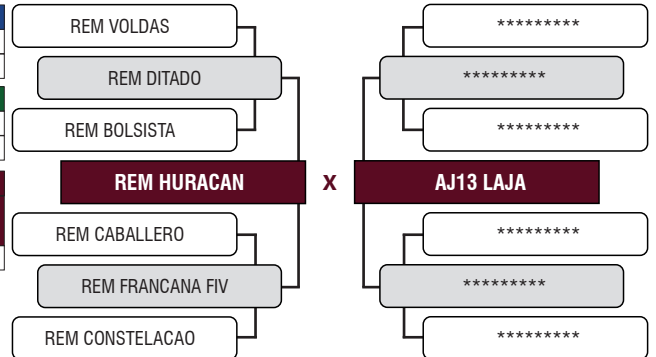 REM VOLDAS
*********
REM DITADO
*********
REM BOLSISTA
*********
REM HURACAN
X
AJ13 LAJA
REM CABALLERO
*********
REM FRANCANA FIV
*********
REM CONSTELACAO
*********